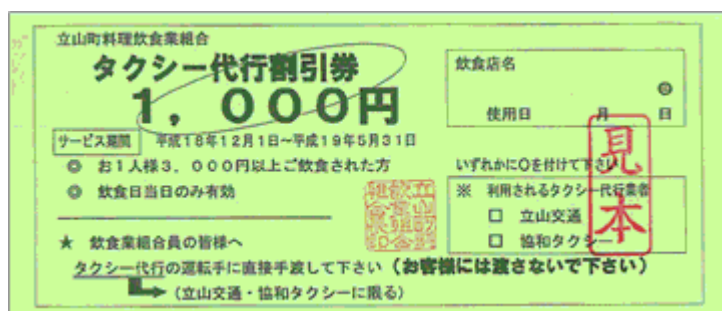 立山町料理飲食業組合
タクシー代行割引券
1,000円
サービス期間 平成18年12月1日~平成19年5月31日
◎ お1人様3,000円以上ご飲食された方
◎ 飲食日当日のみ有効
飲食店名
使用日 月 日
いずれかに○を付けて下さい
※ 利用されるタクシー代行業者
□ 立山交通
□ 協和タクシー
見本
★ 飲食業組合員の皆様へ
タクシー代行の運転手に直接手渡して下さい(お客様には渡さないで下さい)
(立山交通・協和タクシーに限る)